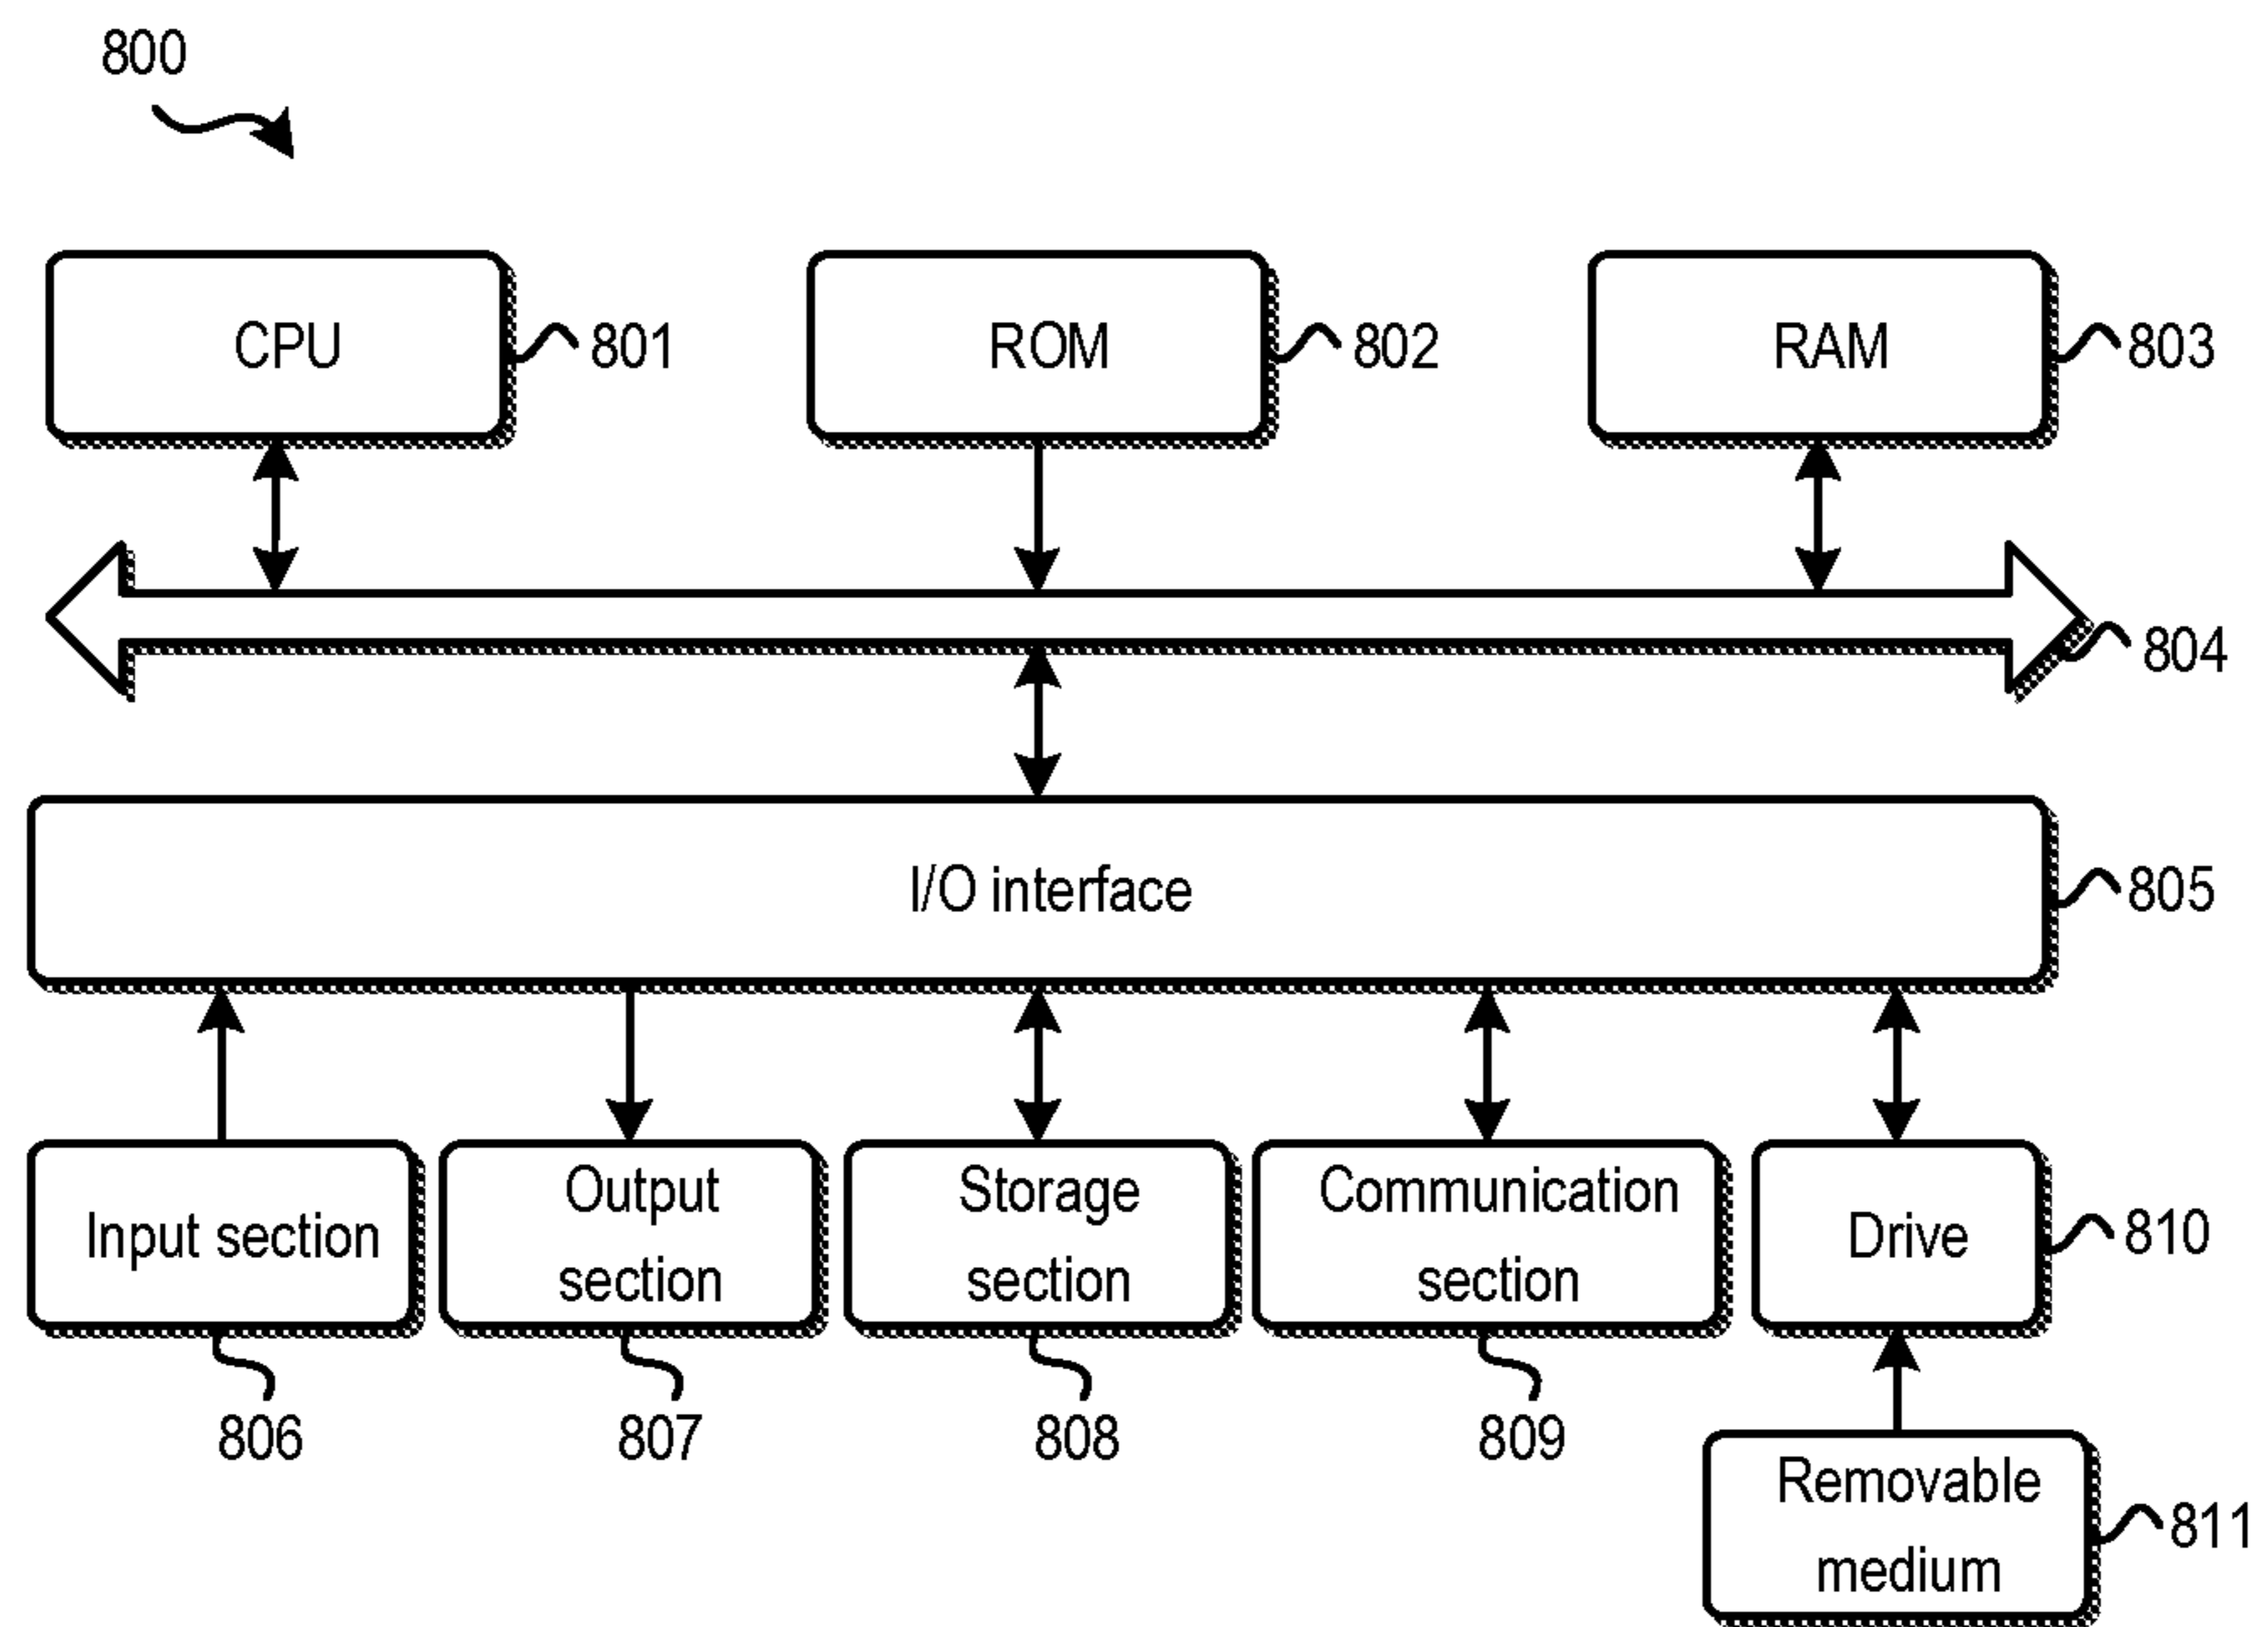 800
CPU
801
ROM
802
RAM
803
804
I/O interface
805
Input section
Output
section
Storage
section
Communication
section
Drive
810
806
807
808
809
Removable
medium
811